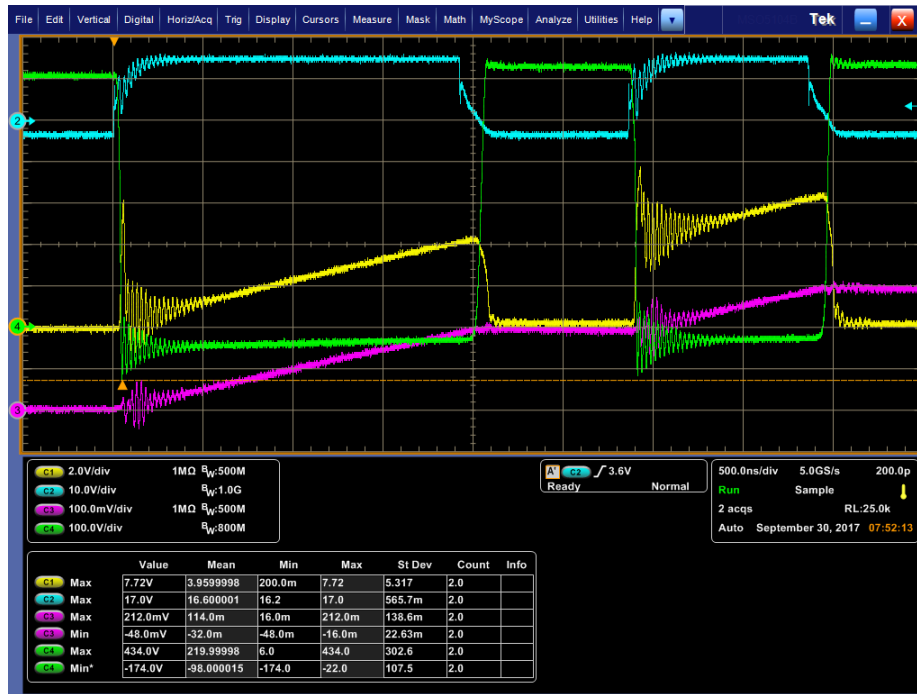 File Edit Vertical Digital Horiz/Acq Trig Display Cursors Measure Mask Math MyScope Analyze Utilities Help Tek X
2
4
3
C1 2.0V/div 1MΩ BW:500M
C2 10.0V/div BW:1.0G
C3 100.0mV/div 1MΩ BW:500M
C4 100.0V/div BW:800M
A' C2 3.6V
Ready Normal
500.0ns/div 5.0GS/s 200.0p
Run Sample
2 acqs RL:25.0k
Auto September 30, 2017 07:52:13
Value Mean Min Max St Dev Count Info
C1 Max 7.72V 3.9599998 200.0m 7.72 5.317 2.0
C2 Max 17.0V 16.600001 16.2 17.0 565.7m 2.0
C3 Max 212.0mV 114.0m 16.0m 212.0m 138.6m 2.0
C3 Min -48.0mV -32.0m -48.0m -16.0m 22.63m 2.0
C4 Max 434.0V 219.99998 6.0 434.0 302.6 2.0
C4 Min* -174.0V -98.000015 -174.0 -22.0 107.5 2.0